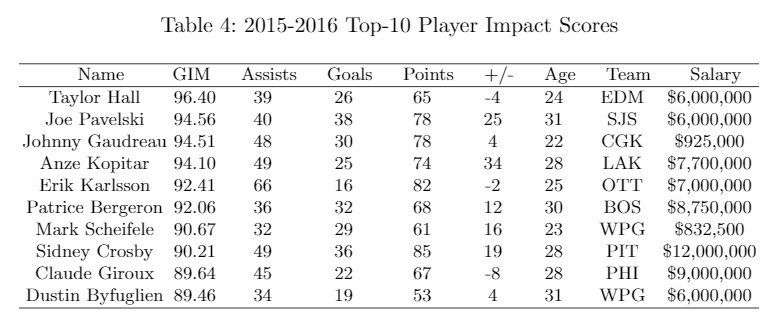 Table 4: 2015-2016 Top-10 Player Impact Scores
Name GIM Assists Goals Points +/- Age Team Salary
Taylor Hall 96.40 39 26 65 -4 24 EDM $6,000,000
Joe Pavelski 94.56 40 38 78 25 31 SJS $6,000,000
Johnny Gaudreau 94.51 48 30 78 4 22 CGK $925,000
Anze Kopitar 94.10 49 25 74 34 28 LAK $7,700,000
Erik Karlsson 92.41 66 16 82 -2 25 OTT $7,000,000
Patrice Bergeron 92.06 36 32 68 12 30 BOS $8,750,000
Mark Scheifele 90.67 32 29 61 16 23 WPG $832,500
Sidney Crosby 90.21 49 36 85 19 28 PIT $12,000,000
Claude Giroux 89.64 45 22 67 -8 28 PHI $9,000,000
Dustin Byfuglien 89.46 34 19 53 4 31 WPG $6,000,000